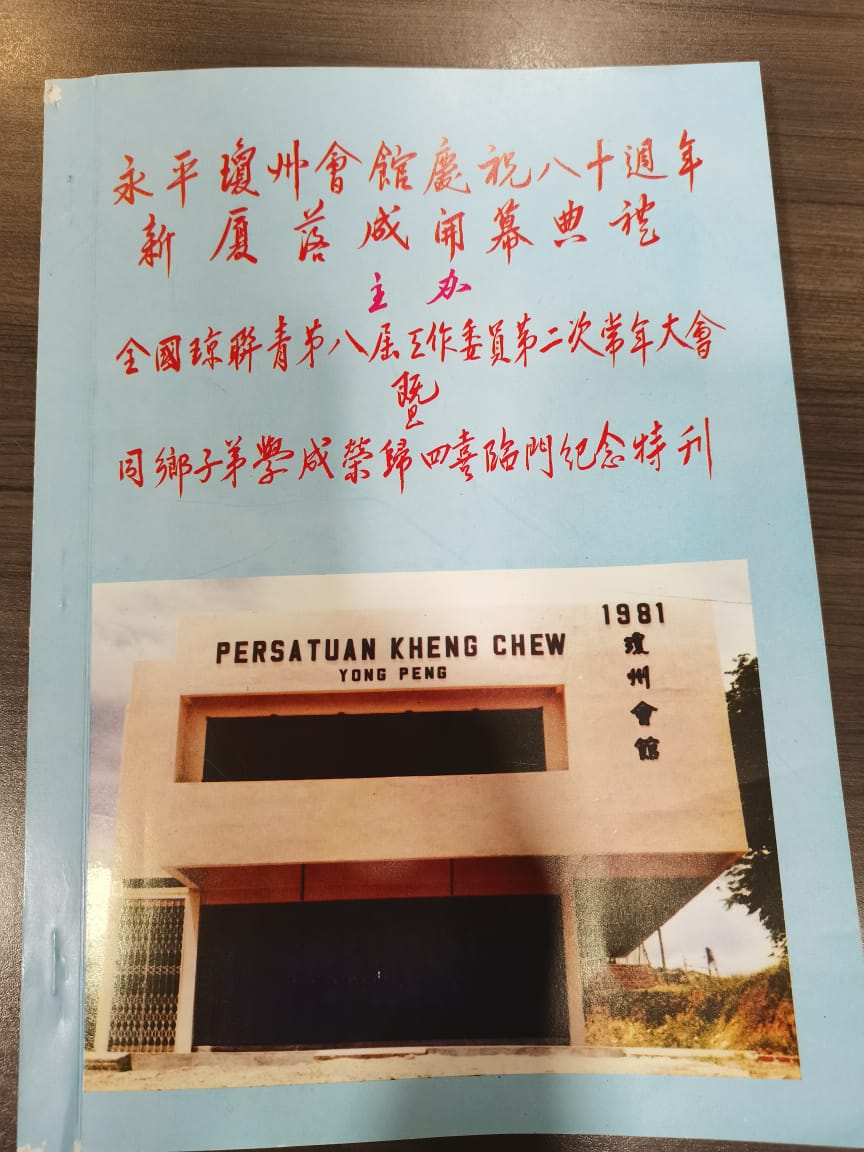 永平瓊州會館慶祝八十週年
新厦落成開幕典礼
主办
全國琼聯青第八届工作委員第二次常年大會
暨
同鄉子弟學成榮歸四喜臨門紀念特刊
PERSATUAN KHENG CHEW
YONG PENG
1981
瓊州會館